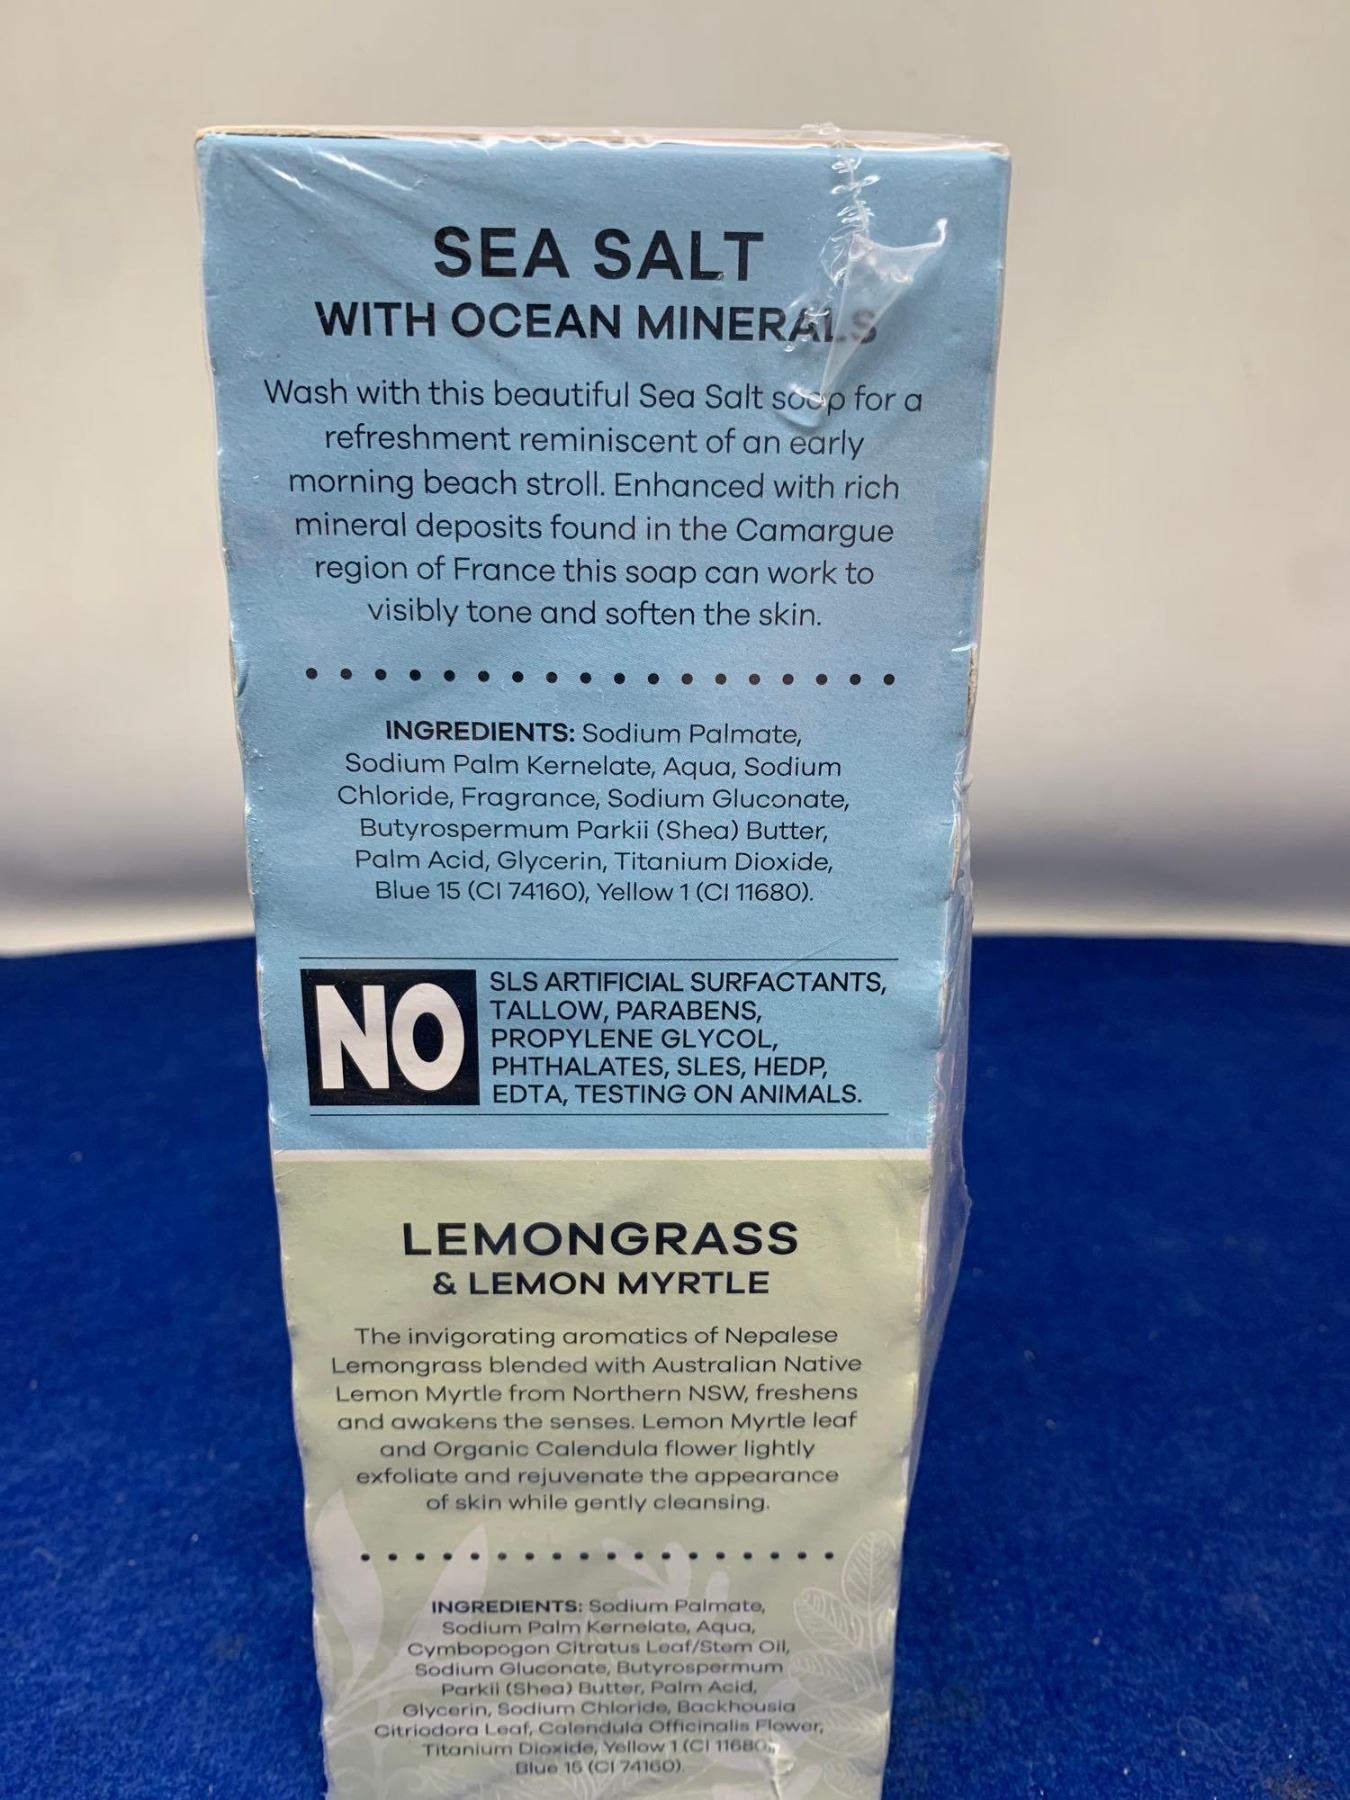 SEA SALT
WITH OCEAN MINERALS
Wash with this beautiful Sea Salt soap for a
refreshment reminiscent of an early
morning beach stroll. Enhanced with rich
mineral deposits found in the Camargue
region of France this soap can work to
visibly tone and soften the skin.
INGREDIENTS: Sodium Palmate,
Sodium Palm Kernelate, Aqua, Sodium
Chloride, Fragrance, Sodium Gluconate,
Butyrospermum Parkii (Shea) Butter,
Palm Acid, Glycerin, Titanium Dioxide,
Blue 15 (CI 74160), Yellow 1 (CI 11680).
NO
SLS ARTIFICIAL SURFACTANTS,
TALLOW, PARABENS,
PROPYLENE GLYCOL,
PHTHALATES, SLES, HEDP,
EDTA, TESTING ON ANIMALS.
LEMONGRASS
& LEMON MYRTLE
The invigorating aromatics of Nepalese
Lemongrass blended with Australian Native
Lemon Myrtle from Northern NSW, freshens
and awakens the senses. Lemon Myrtle leaf
and Organic Calendula flower lightly
exfoliate and rejuvenate the appearance
of skin while gently cleansing.
INGREDIENTS: Sodium Palmate,
Sodium Palm Kernelate, Aqua,
Cymbopogon Citratus Leaf/Stem Oil,
Sodium Gluconate, Butyrospermum
Parkii (Shea) Butter, Palm Acid,
Glycerin, Sodium Chloride, Backhousia
Citriodora Leaf, Calendula Officinalis Flower,
Titanium Dioxide, Yellow 1 (CI 11680),
Blue 15 (CI 74160).